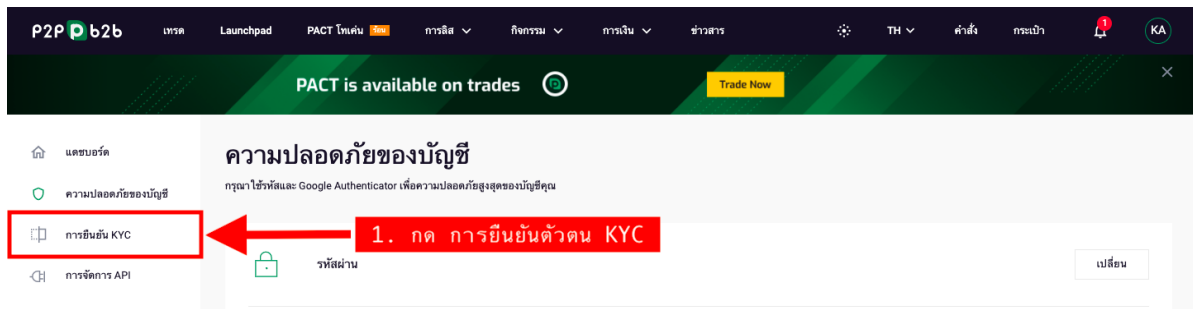 P2P b2b เทรด Launchpad PACT โทเค่น ร้อน การลิส กิจกรรม การเงิน ข่าวสาร TH คำสั่ง กระเป๋า 1 KA
PACT is available on trades Trade Now
แดชบอร์ด
ความปลอดภัยของบัญชี
การยืนยัน KYC
การจัดการ API
ความปลอดภัยของบัญชี
กรุณาใช้รหัสและ Google Authenticator เพื่อความปลอดภัยสูงสุดของบัญชีคุณ
1. กด การยืนยันตัวตน KYC
รหัสผ่าน เปลี่ยน